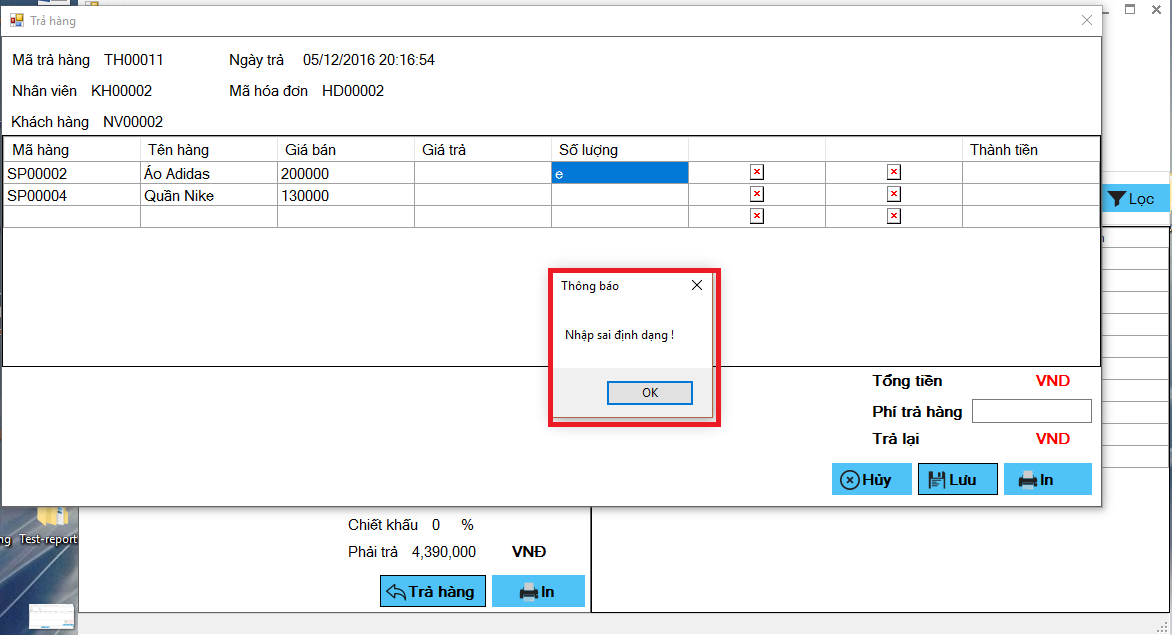 Trả hàng
Mã trả hàng TH00011 Ngày trả 05/12/2016 20:16:54
Nhân viên KH00002 Mã hóa đơn HD00002
Khách hàng NV00002
Mã hàng Tên hàng Giá bán Giá trả Số lượng Thành tiền
SP00002 Áo Adidas 200000 e
SP00004 Quần Nike 130000
Lọc
Thông báo
Nhập sai định dạng !
OK
Tổng tiền VND
Phí trả hàng
Trả lại VND
Hủy Lưu In
Test-report
Chiết khấu 0 %
Phải trả 4,390,000 VNĐ
Trả hàng In